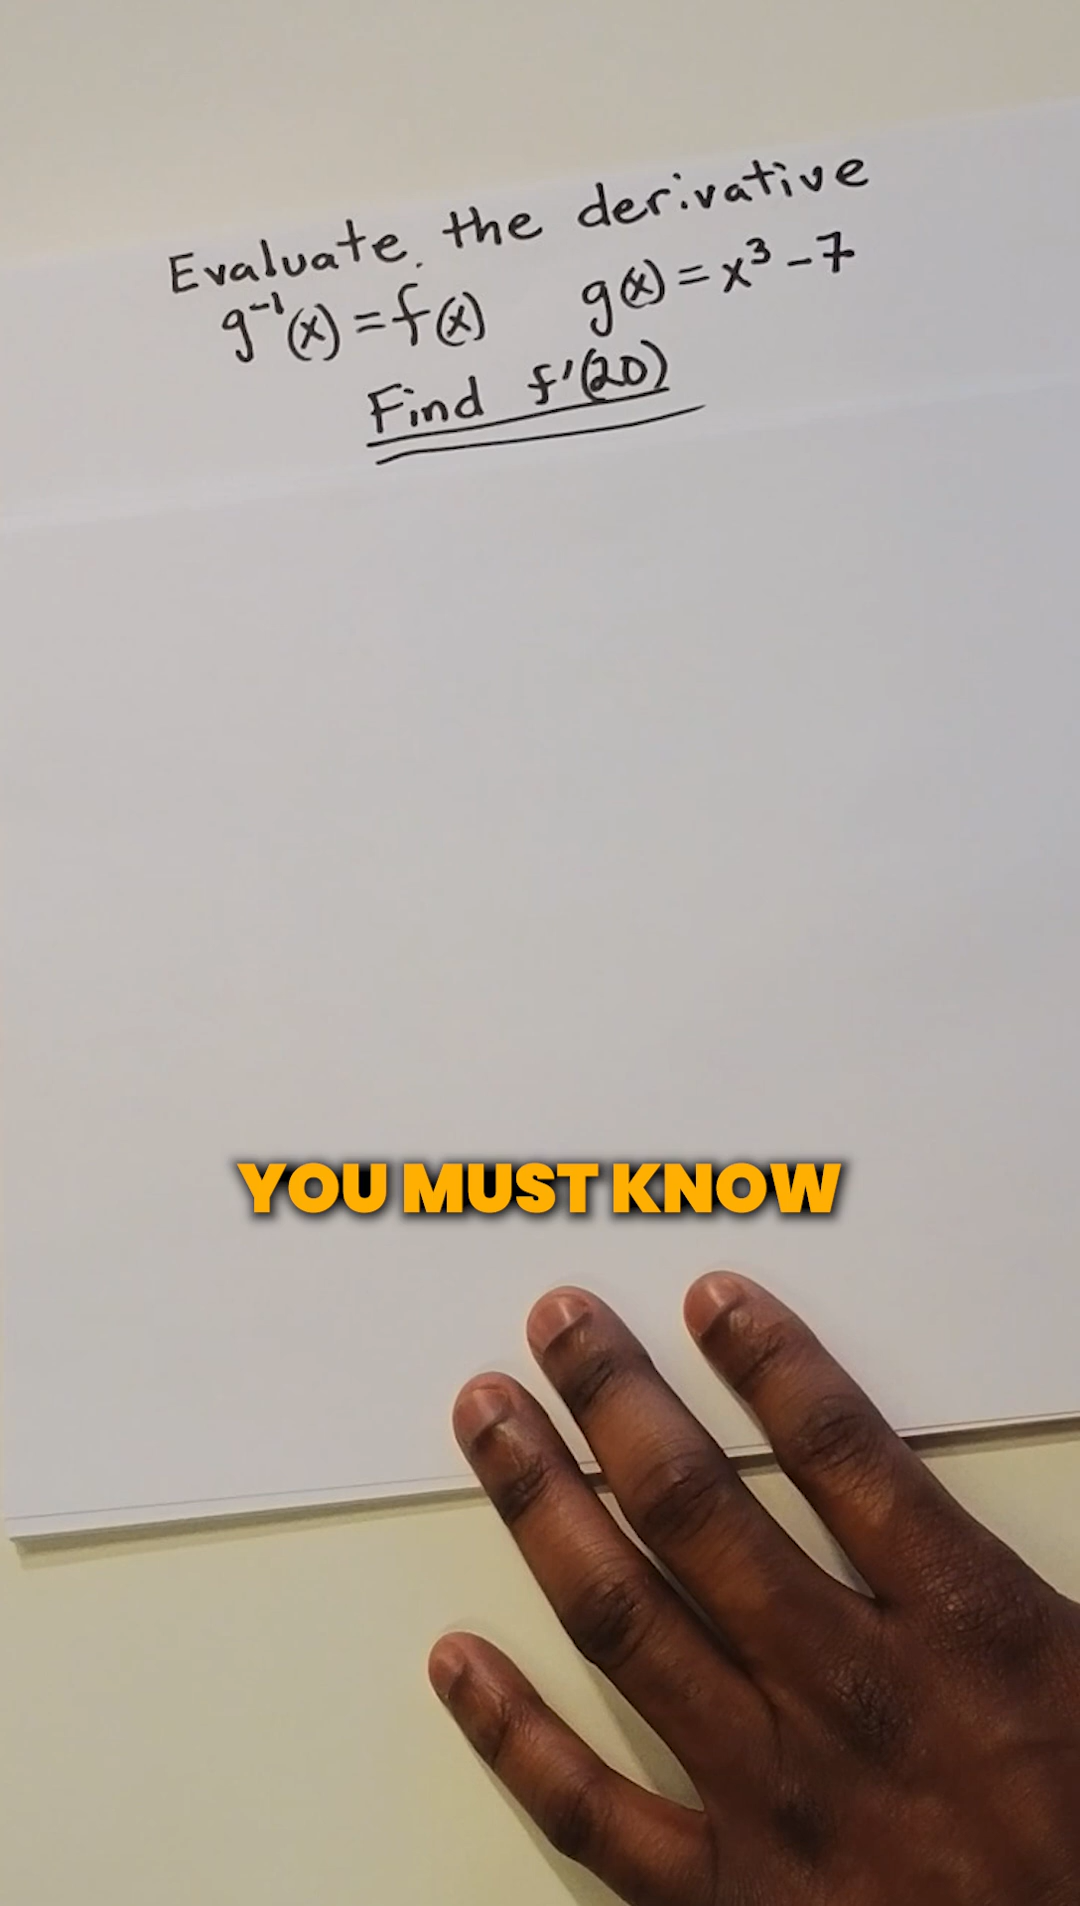 Evaluate the derivative
g⁻¹(x) = f(x) g(x) = x³ - 7
Find f'(20)
YOU MUST KNOW